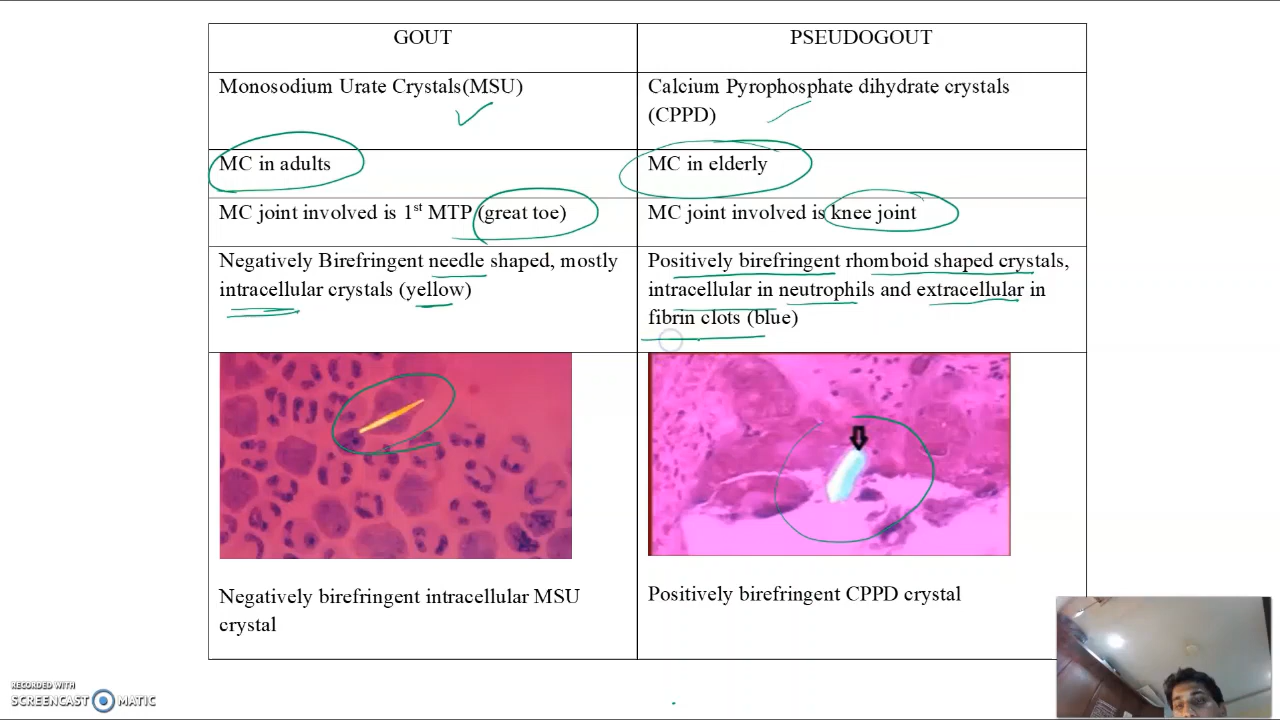 GOUT
PSEUDOGOUT
Monosodium Urate Crystals(MSU)
Calcium Pyrophosphate dihydrate crystals
(CPPD)
MC in adults
MC in elderly
MC joint involved is 1st MTP (great toe)
MC joint involved is knee joint
Negatively Birefringent needle shaped, mostly
intracellular crystals (yellow)
Positively birefringent rhomboid shaped crystals,
intracellular in neutrophils and extracellular in
fibrin clots (blue)
Negatively birefringent intracellular MSU
crystal
Positively birefringent CPPD crystal
RECORDED WITH
SCREENCAST MATIC